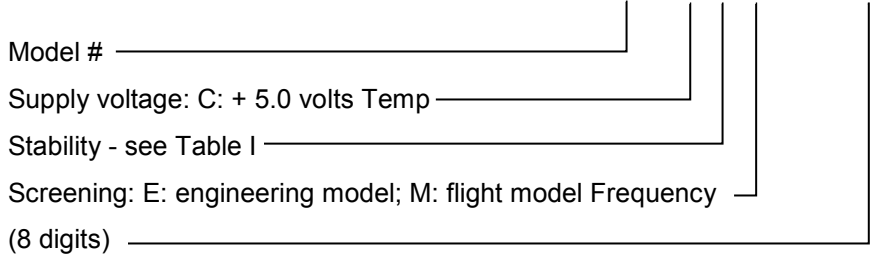 Model #
Supply voltage: C: + 5.0 volts Temp
Stability - see Table I
Screening: E: engineering model; M: flight model Frequency
(8 digits)